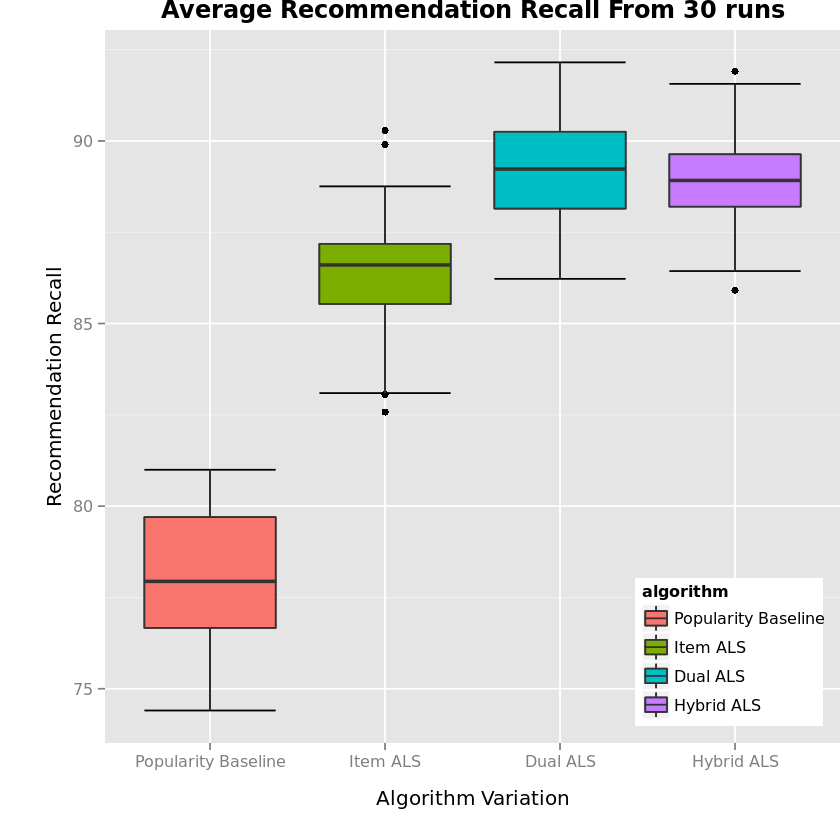 Average Recommendation Recall From 30 runs
Recommendation Recall
90
85
80
75
algorithm
Popularity Baseline
Item ALS
Dual ALS
Hybrid ALS
Popularity Baseline
Item ALS
Dual ALS
Hybrid ALS
Algorithm Variation